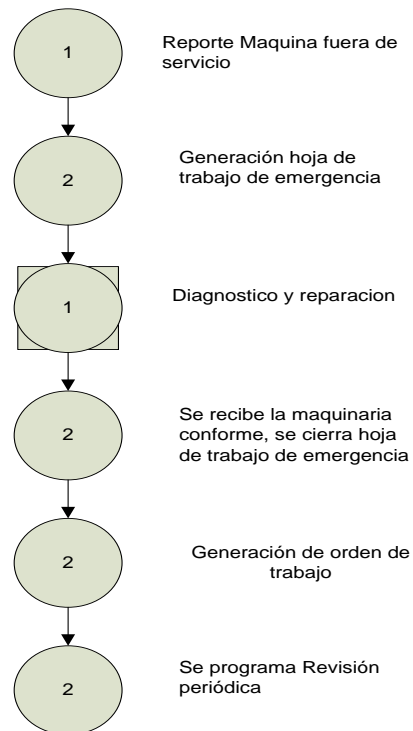 1
Reporte Maquina fuera de
servicio
2
Generación hoja de
trabajo de emergencia
1
Diagnostico y reparacion
2
Se recibe la maquinaria
conforme, se cierra hoja
de trabajo de emergencia
2
Generación de orden de
trabajo
2
Se programa Revisión
periódica